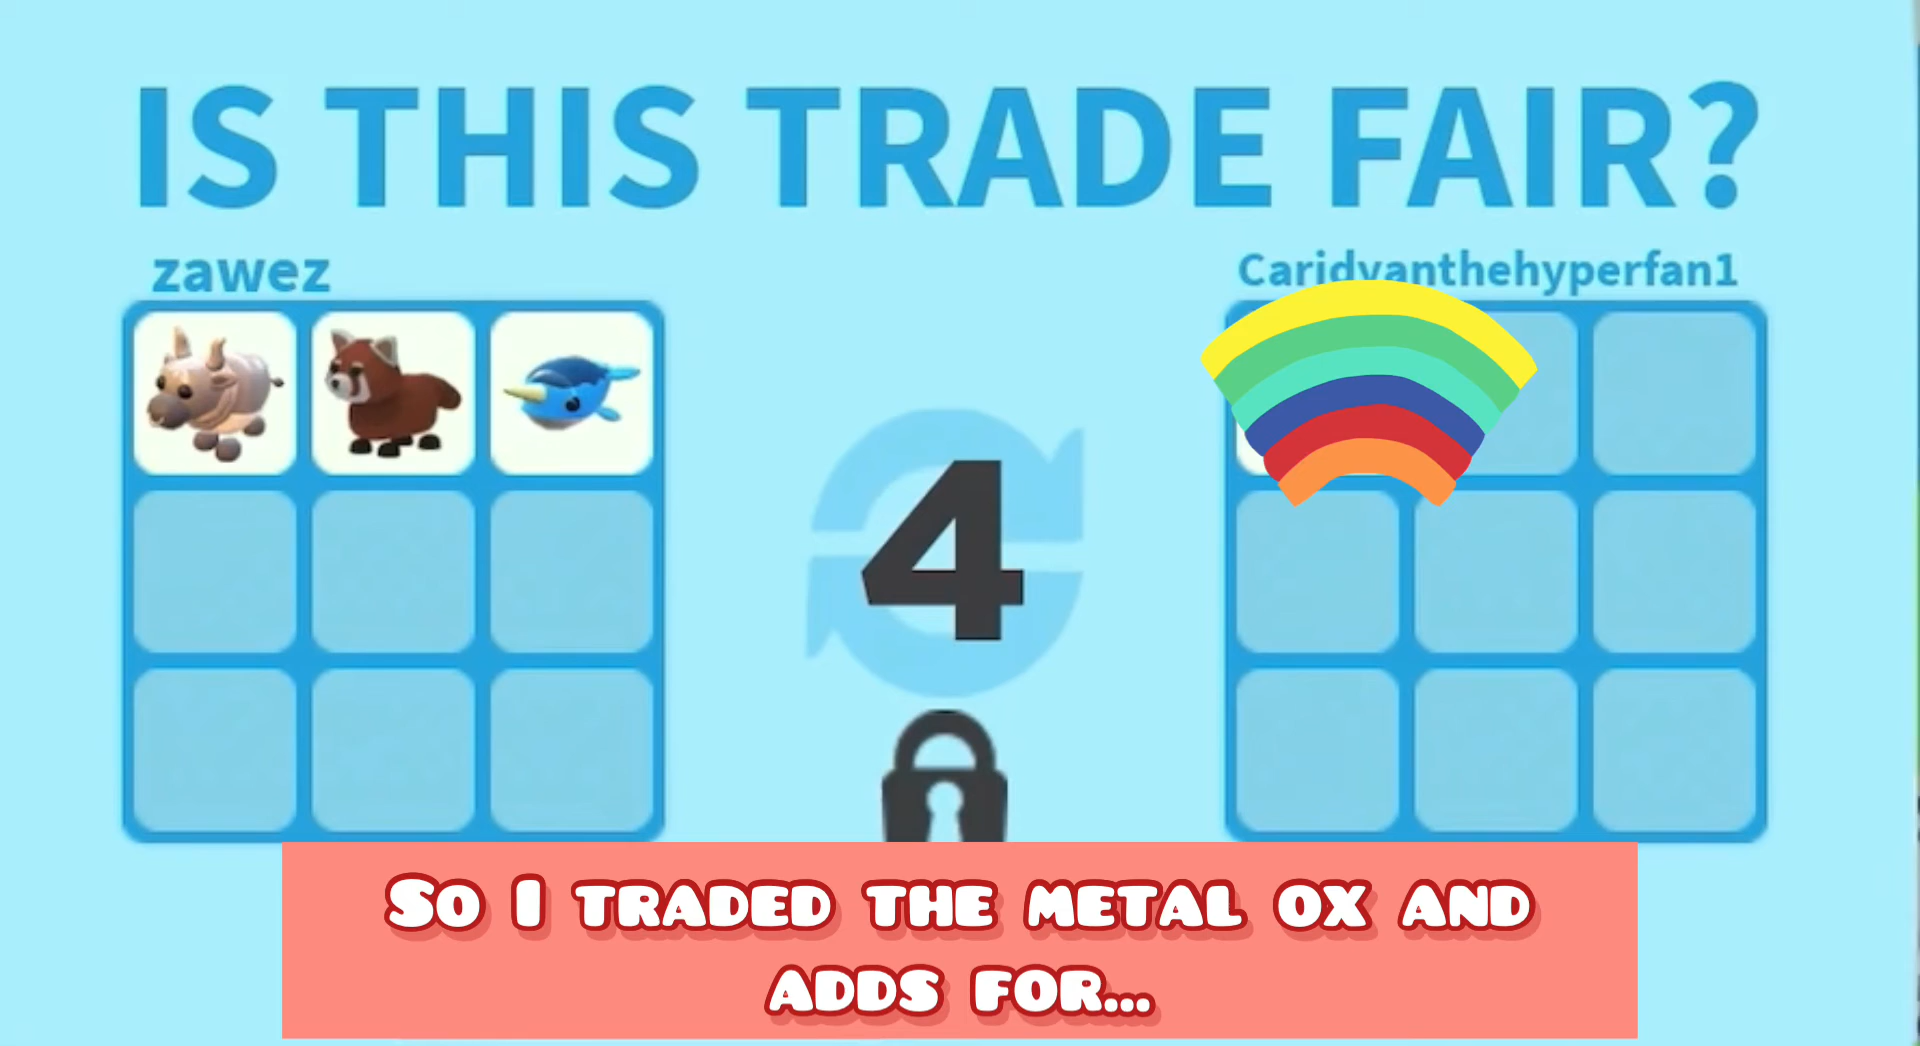 IS THIS TRADE FAIR?
zawez
Caridvanthehyperfan1
4
SO I TRADED THE METAL OX AND
ADDS FOR...